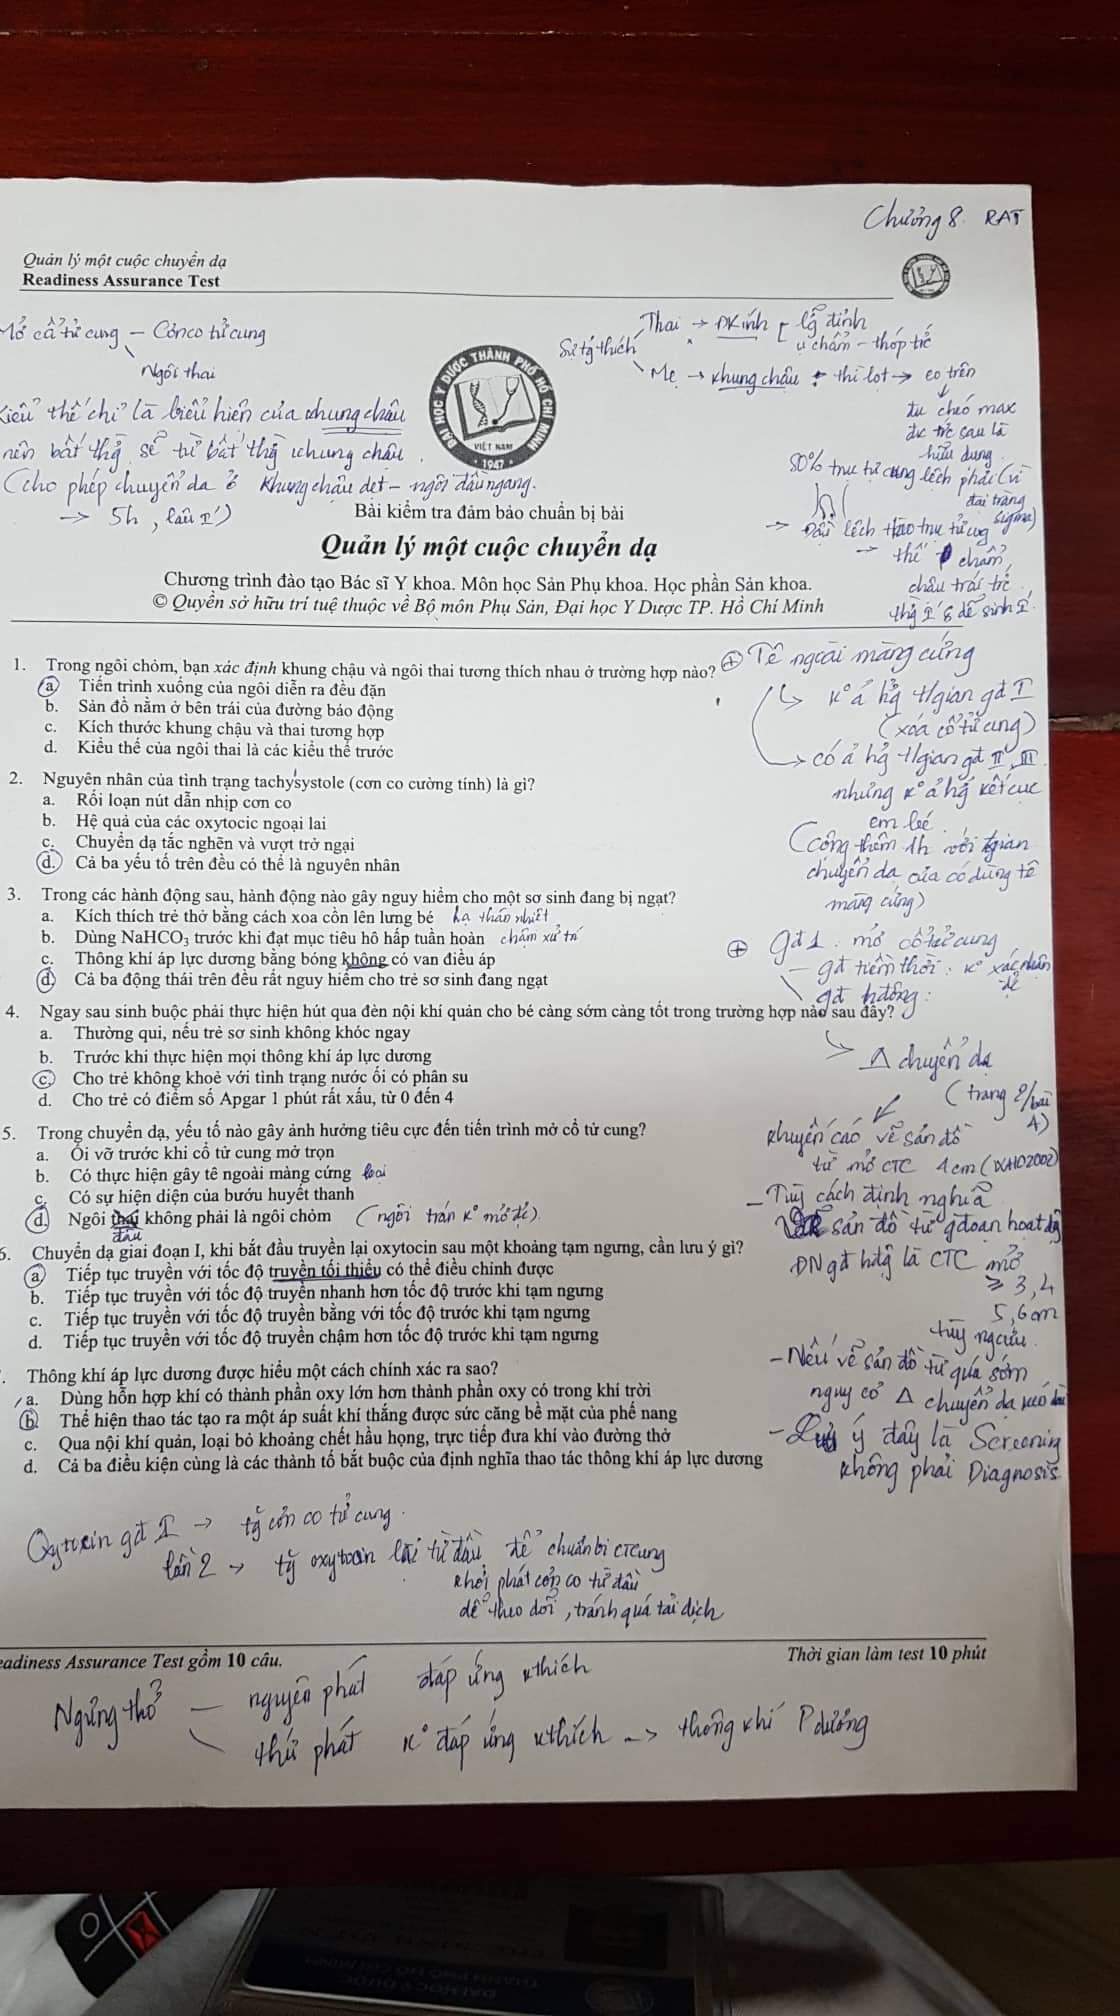 Chương 8. RAT
Quản lý một cuộc chuyển dạ
Readiness Assurance Test
Mở cổ tử cung – Cơn co tử cung
Ngôi thai
Kiểu thế chỉ là biểu hiện của khung chậu
nên bất thg sẽ từ bất thg khung chậu.
(cho phép chuyển dạ ở khung chậu dẹt – ngôi đầu ngang.
→ 5h, lâu I')
Sự tg thích
Thai → ĐKính
lg đỉnh
ụ chẩm – thóp trc
Mẹ → khung chậu + thì lọt → eo trên
đk chéo max
đk trc sau là
hữu dụng
80% trục tử cung lệch phải (vì
đại tràng
sigma)
→ Đầu lệch theo trục tử cung
→ thế chẩm
chậu trái trc
ĐẠI HỌC Y DƯỢC THÀNH PHỐ HỒ CHÍ MINH
VIỆT NAM
1947
Bài kiểm tra đảm bảo chuẩn bị bài
Quản lý một cuộc chuyển dạ
Chương trình đào tạo Bác sĩ Y khoa. Môn học Sản Phụ khoa. Học phần Sản khoa.
© Quyền sở hữu trí tuệ thuộc về Bộ môn Phụ Sản, Đại học Y Dược TP. Hồ Chí Minh
1. Trong ngôi chỏm, bạn xác định khung chậu và ngôi thai tương thích nhau ở trường hợp nào?
a. Tiến trình xuống của ngôi diễn ra đều đặn
b. Sản đồ nằm ở bên trái của đường báo động
c. Kích thước khung chậu và thai tương hợp
d. Kiểu thế của ngôi thai là các kiểu thế trước
2. Nguyên nhân của tình trạng tachysystole (cơn co cường tính) là gì?
a. Rối loạn nút dẫn nhịp cơn co
b. Hệ quả của các oxytocic ngoại lai
c. Chuyển dạ tắc nghẽn và vượt trở ngại
d. Cả ba yếu tố trên đều có thể là nguyên nhân
3. Trong các hành động sau, hành động nào gây nguy hiểm cho một sơ sinh đang bị ngạt?
a. Kích thích trẻ thở bằng cách xoa cồn lên lưng bé hạ thân nhiệt
b. Dùng NaHCO3 trước khi đạt mục tiêu hô hấp tuần hoàn chậm xử trí
c. Thông khí áp lực dương bằng bóng không có van điều áp
d. Cả ba động thái trên đều rất nguy hiểm cho trẻ sơ sinh đang ngạt
4. Ngay sau sinh buộc phải thực hiện hút qua đèn nội khí quản cho bé càng sớm càng tốt trong trường hợp nào sau đây?
a. Thường qui, nếu trẻ sơ sinh không khóc ngay
b. Trước khi thực hiện mọi thông khí áp lực dương
c. Cho trẻ không khoẻ với tình trạng nước ối có phân su
d. Cho trẻ có điểm số Apgar 1 phút rất xấu, từ 0 đến 4
5. Trong chuyển dạ, yếu tố nào gây ảnh hưởng tiêu cực đến tiến trình mở cổ tử cung?
a. Ối vỡ trước khi cổ tử cung mở trọn
b. Có thực hiện gây tê ngoài màng cứng loại
c. Có sự hiện diện của bướu huyết thanh
d. Ngôi thai không phải là ngôi chỏm (ngôi trán k° mở đc)
đầu
6. Chuyển dạ giai đoạn I, khi bắt đầu truyền lại oxytocin sau một khoảng tạm ngưng, cần lưu ý gì?
a. Tiếp tục truyền với tốc độ truyền tối thiểu có thể điều chỉnh được
b. Tiếp tục truyền với tốc độ truyền nhanh hơn tốc độ trước khi tạm ngưng
c. Tiếp tục truyền với tốc độ truyền bằng với tốc độ trước khi tạm ngưng
d. Tiếp tục truyền với tốc độ truyền chậm hơn tốc độ trước khi tạm ngưng
. Thông khí áp lực dương được hiểu một cách chính xác ra sao?
a. Dùng hỗn hợp khí có thành phần oxy lớn hơn thành phần oxy có trong khí trời
b. Thể hiện thao tác tạo ra một áp suất khí thắng được sức căng bề mặt của phế nang
c. Qua nội khí quản, loại bỏ khoảng chết hầu họng, trực tiếp đưa khí vào đường thở
d. Cả ba điều kiện cùng là các thành tố bắt buộc của định nghĩa thao tác thông khí áp lực dương
⊕ Tê ngoài màng cứng
↳ k° ả hg tgian gđ I
(xóa cổ tử cung)
→ có ả hg tgian gđ II, III
nhưng k° ả hg kết cục
em bé
(cộng thêm 1h với tgian
chuyển dạ của có dùng tê
màng cứng)
⊕ Gđ 1: mở cổ tử cung
– gđ tiềm thời: k° xác nhận
đc
gđ hđộng:
↳ Δ chuyển dạ
(trang 2/bài
4)
khuyến cáo vẽ sản đồ
từ mở CTC 4cm (WHO 2002)
– Tùy cách định nghĩa
Vẽ sản đồ từ gđoạn hoạt độ
ĐN gđ hđộg là CTC mở
≥ 3, 4
5, 6 cm
tùy ngcứu.
– Nếu vẽ sản đồ từ quá sớm
nguy cơ Δ chuyển dạ kéo dài
– Lưu ý đây là Screening
không phải Diagnosis
Oxytocin gđ I → tg cơn co tử cung.
lần 2 → tg oxytocin lại từ đầu để chuẩn bị CTCung
khởi phát cơn co từ đầu
dễ theo dõi, tránh quá tải dịch
eadiness Assurance Test gồm 10 câu.
Thời gian làm test 10 phút
Ngừng thở – nguyên phát đáp ứng kthích
thứ phát k° đáp ứng kthích → thông khí P dương